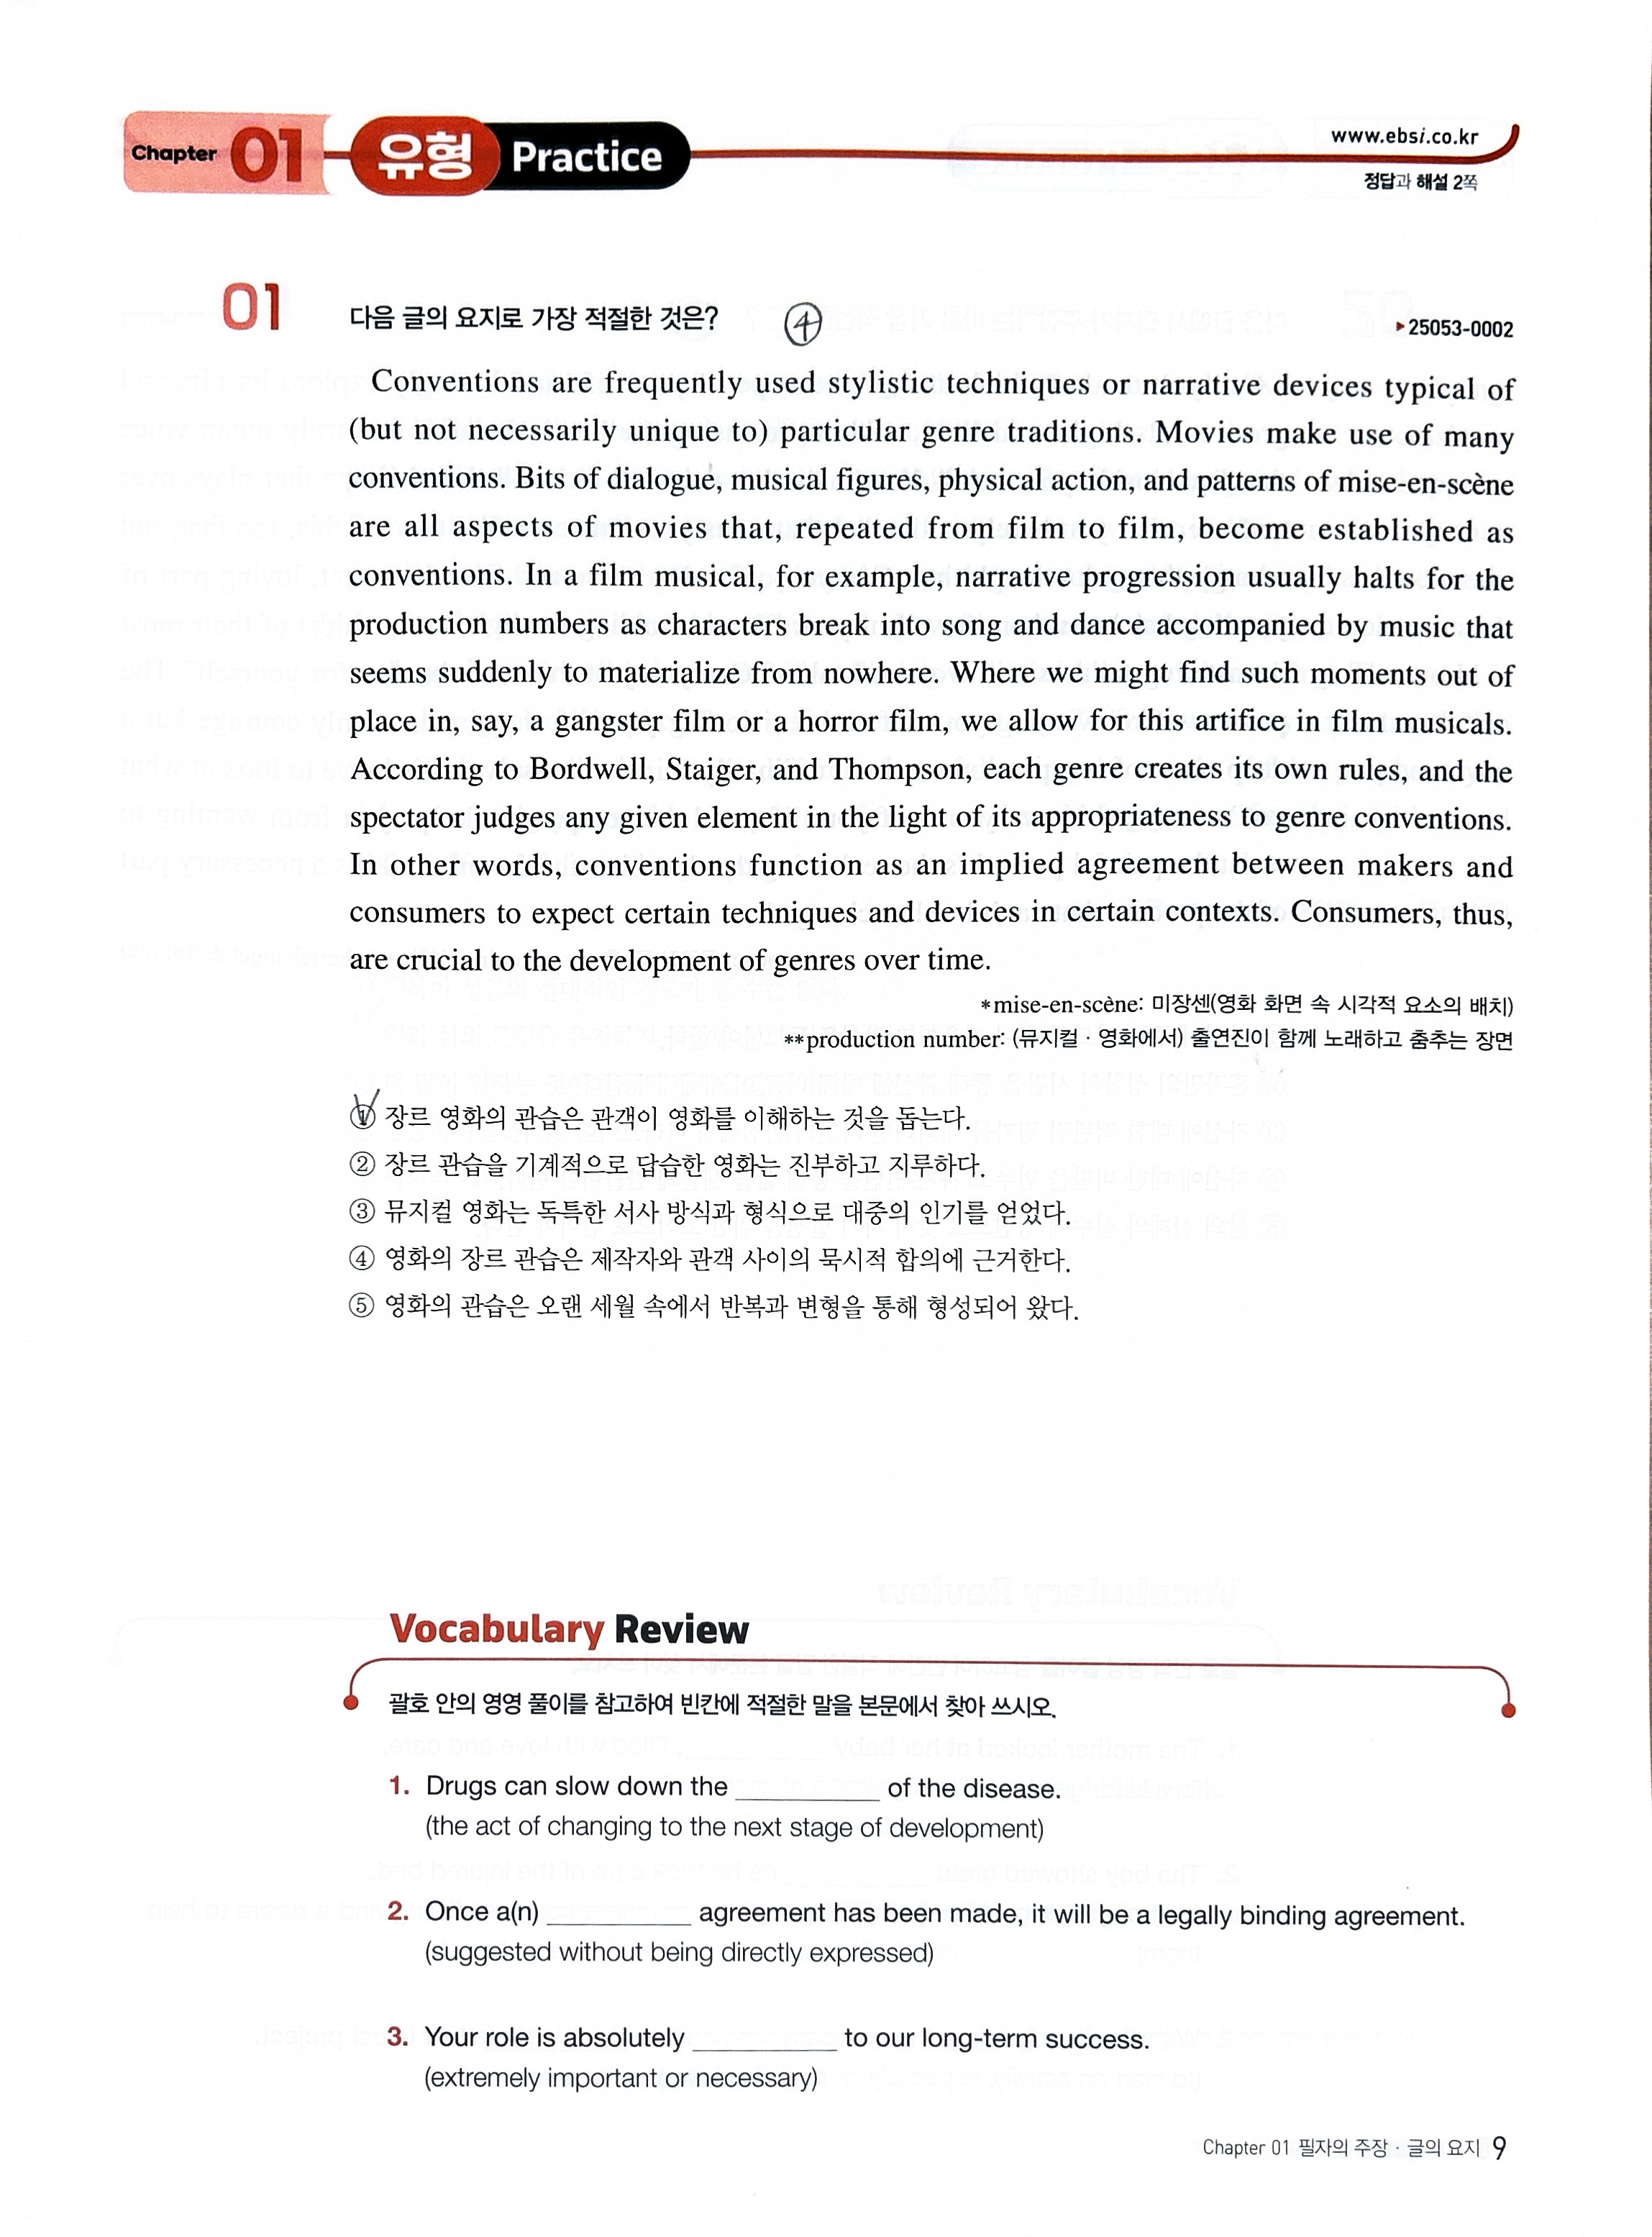 Chapter 01 유형 Practice
www.ebsi.co.kr
정답과 해설 2쪽
01 다음 글의 요지로 가장 적절한 것은? ④ ▸25053-0002
Conventions are frequently used stylistic techniques or narrative devices typical of
(but not necessarily unique to) particular genre traditions. Movies make use of many
conventions. Bits of dialogue, musical figures, physical action, and patterns of mise-en-scène
are all aspects of movies that, repeated from film to film, become established as
conventions. In a film musical, for example, narrative progression usually halts for the
production numbers as characters break into song and dance accompanied by music that
seems suddenly to materialize from nowhere. Where we might find such moments out of
place in, say, a gangster film or a horror film, we allow for this artifice in film musicals.
According to Bordwell, Staiger, and Thompson, each genre creates its own rules, and the
spectator judges any given element in the light of its appropriateness to genre conventions.
In other words, conventions function as an implied agreement between makers and
consumers to expect certain techniques and devices in certain contexts. Consumers, thus,
are crucial to the development of genres over time.
*mise-en-scène: 미장센(영화 화면 속 시각적 요소의 배치)
**production number: (뮤지컬 · 영화에서) 출연진이 함께 노래하고 춤추는 장면
① 장르 영화의 관습은 관객이 영화를 이해하는 것을 돕는다.
② 장르 관습을 기계적으로 답습한 영화는 진부하고 지루하다.
③ 뮤지컬 영화는 독특한 서사 방식과 형식으로 대중의 인기를 얻었다.
④ 영화의 장르 관습은 제작자와 관객 사이의 묵시적 합의에 근거한다.
⑤ 영화의 관습은 오랜 세월 속에서 반복과 변형을 통해 형성되어 왔다.
Vocabulary Review
괄호 안의 영영 풀이를 참고하여 빈칸에 적절한 말을 본문에서 찾아 쓰시오.
1. Drugs can slow down the __________ of the disease.
(the act of changing to the next stage of development)
2. Once a(n) __________ agreement has been made, it will be a legally binding agreement.
(suggested without being directly expressed)
3. Your role is absolutely __________ to our long-term success.
(extremely important or necessary)
Chapter 01 필자의 주장 · 글의 요지 9